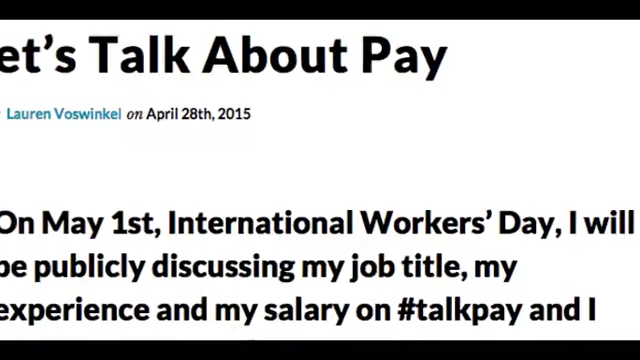 et's Talk About Pay
Lauren Voswinkel on April 28th, 2015
On May 1st, International Workers' Day, I will
be publicly discussing my job title, my
experience and my salary on #talkpay and I